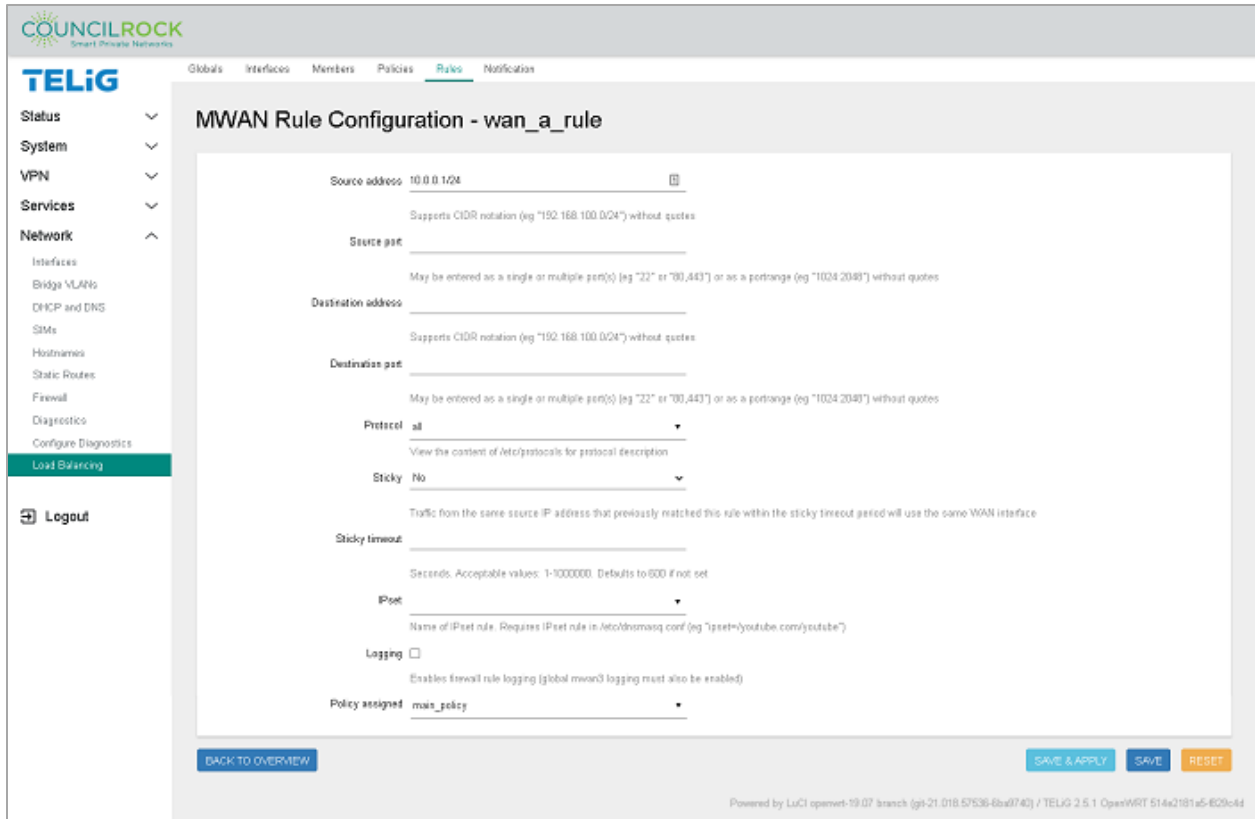 COUNCILROCK
Smart Private Networks
TELiG
Globals Interfaces Members Policies Rules Notification
Status
System
VPN
Services
Network
Interfaces
Bridge VLANs
DHCP and DNS
SIMs
Hostnames
Static Routes
Firewall
Diagnostics
Configure Diagnostics
Load Balancing
Logout
MWAN Rule Configuration - wan_a_rule
Source address 10.0.0.1/24
Supports CIDR notation (eg "192.168.100.0/24") without quotes
Source port
May be entered as a single or multiple port(s) (eg "22" or "80,443") or as a portrange (eg "1024:2048") without quotes
Destination address
Supports CIDR notation (eg "192.168.100.0/24") without quotes
Destination port
May be entered as a single or multiple port(s) (eg "22" or "80,443") or as a portrange (eg "1024:2048") without quotes
Protocol all
View the content of /etc/protocols for protocol description
Sticky No
Traffic from the same source IP address that previously matched this rule within the sticky timeout period will use the same WAN interface
Sticky timeout
Seconds. Acceptable values: 1-1000000. Defaults to 600 if not set
IPset
Name of IPset rule. Requires IPset rule in /etc/dnsmasq.conf (eg "ipset=/youtube.com/youtube")
Logging
Enables firewall rule logging (global mwan3 logging must also be enabled)
Policy assigned main_policy
BACK TO OVERVIEW SAVE & APPLY SAVE RESET
Powered by LuCI openwrt-19.07 branch (git-21.018.57536-6ba9740) / TELiG 2.5.1 OpenWRT 514a2181a5-f829c4d